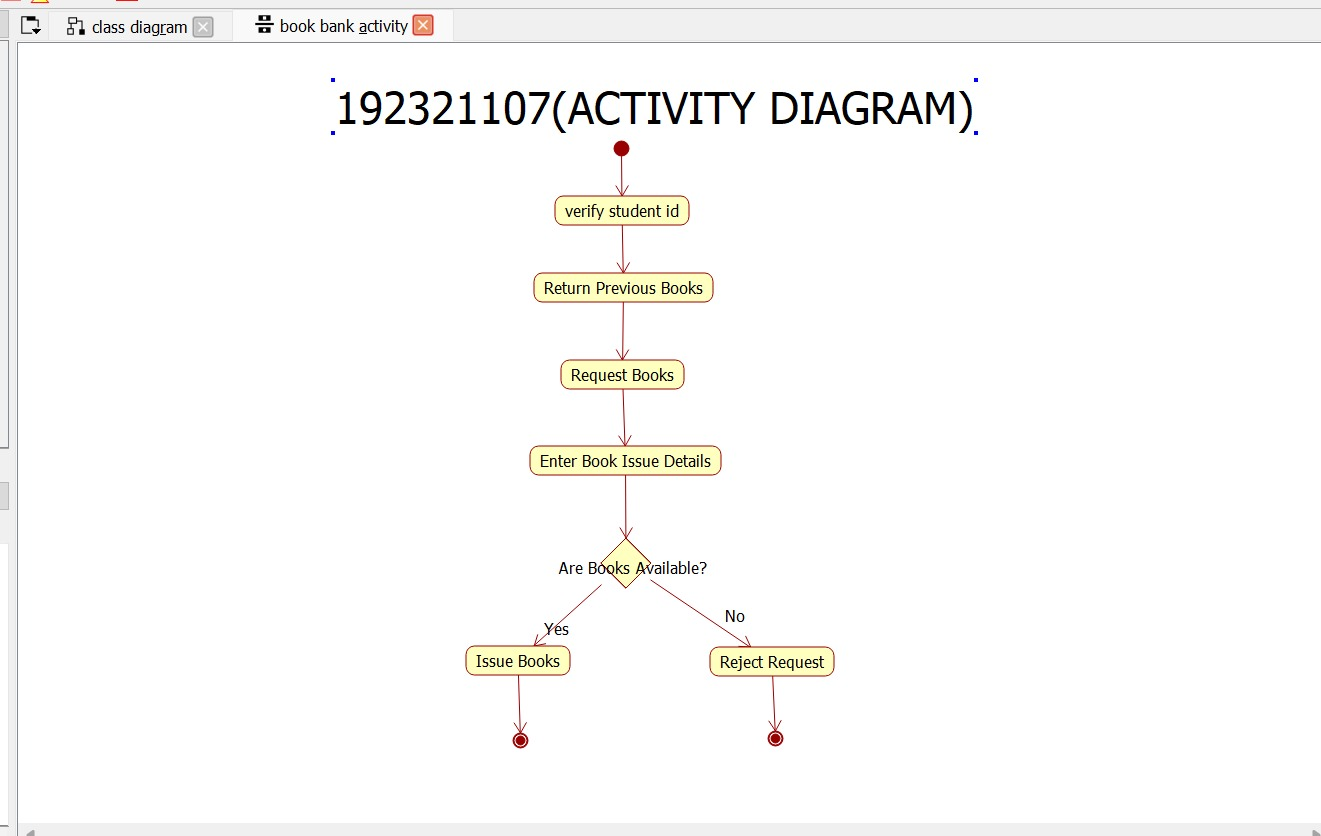 class diagram
book bank activity
192321107(ACTIVITY DIAGRAM)
verify student id
Return Previous Books
Request Books
Enter Book Issue Details
Are Books Available?
No
Yes
Issue Books
Reject Request